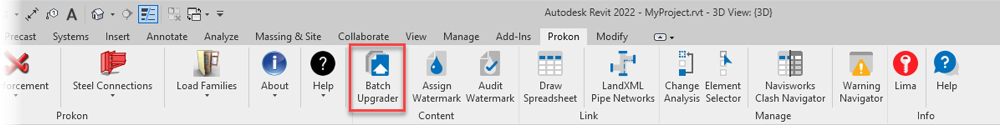 Autodesk Revit 2022 - MyProject.rvt - 3D View: {3D}
Precast Systems Insert Annotate Analyze Massing & Site Collaborate View Manage Add-Ins Prokon Modify
forcement
Steel Connections
Load Families
About
Help
Batch
Upgrader
Assign
Watermark
Audit
Watermark
Draw
Spreadsheet
LandXML
Pipe Networks
Change
Analysis
Element
Selector
Navisworks
Clash Navigator
Warning
Navigator
Lima
Help
Prokon Content Link Manage Info